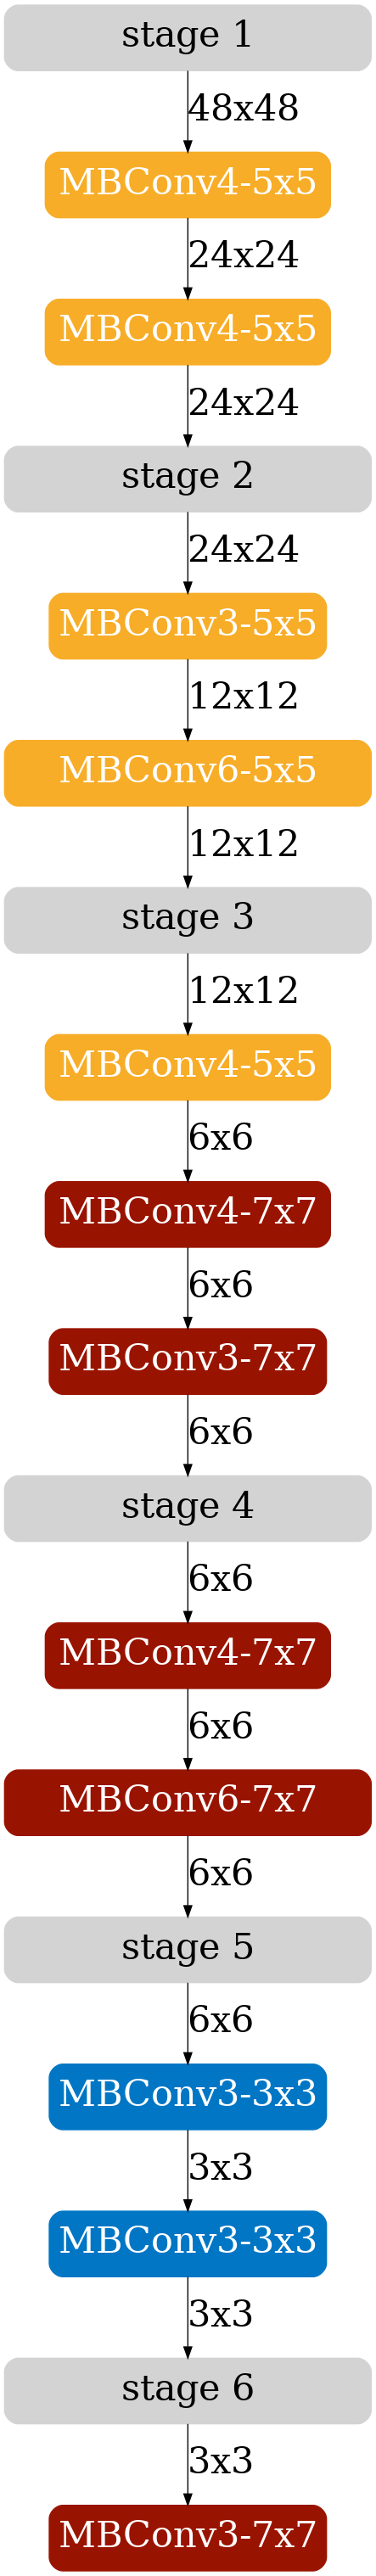 stage 1
48x48
MBConv4-5x5
24x24
MBConv4-5x5
24x24
stage 2
24x24
MBConv3-5x5
12x12
MBConv6-5x5
12x12
stage 3
12x12
MBConv4-5x5
6x6
MBConv4-7x7
6x6
MBConv3-7x7
6x6
stage 4
6x6
MBConv4-7x7
6x6
MBConv6-7x7
6x6
stage 5
6x6
MBConv3-3x3
3x3
MBConv3-3x3
3x3
stage 6
3x3
MBConv3-7x7